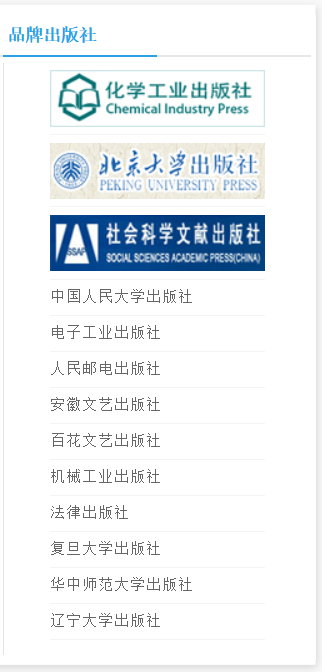 品牌出版社
化学工业出版社
Chemical Industry Press
北京大学出版社
PEKING UNIVERSITY PRESS
SSAP
社会科学文献出版社
SOCIAL SCIENCES ACADEMIC PRESS(CHINA)
中国人民大学出版社
电子工业出版社
人民邮电出版社
安徽文艺出版社
百花文艺出版社
机械工业出版社
法律出版社
复旦大学出版社
华中师范大学出版社
辽宁大学出版社